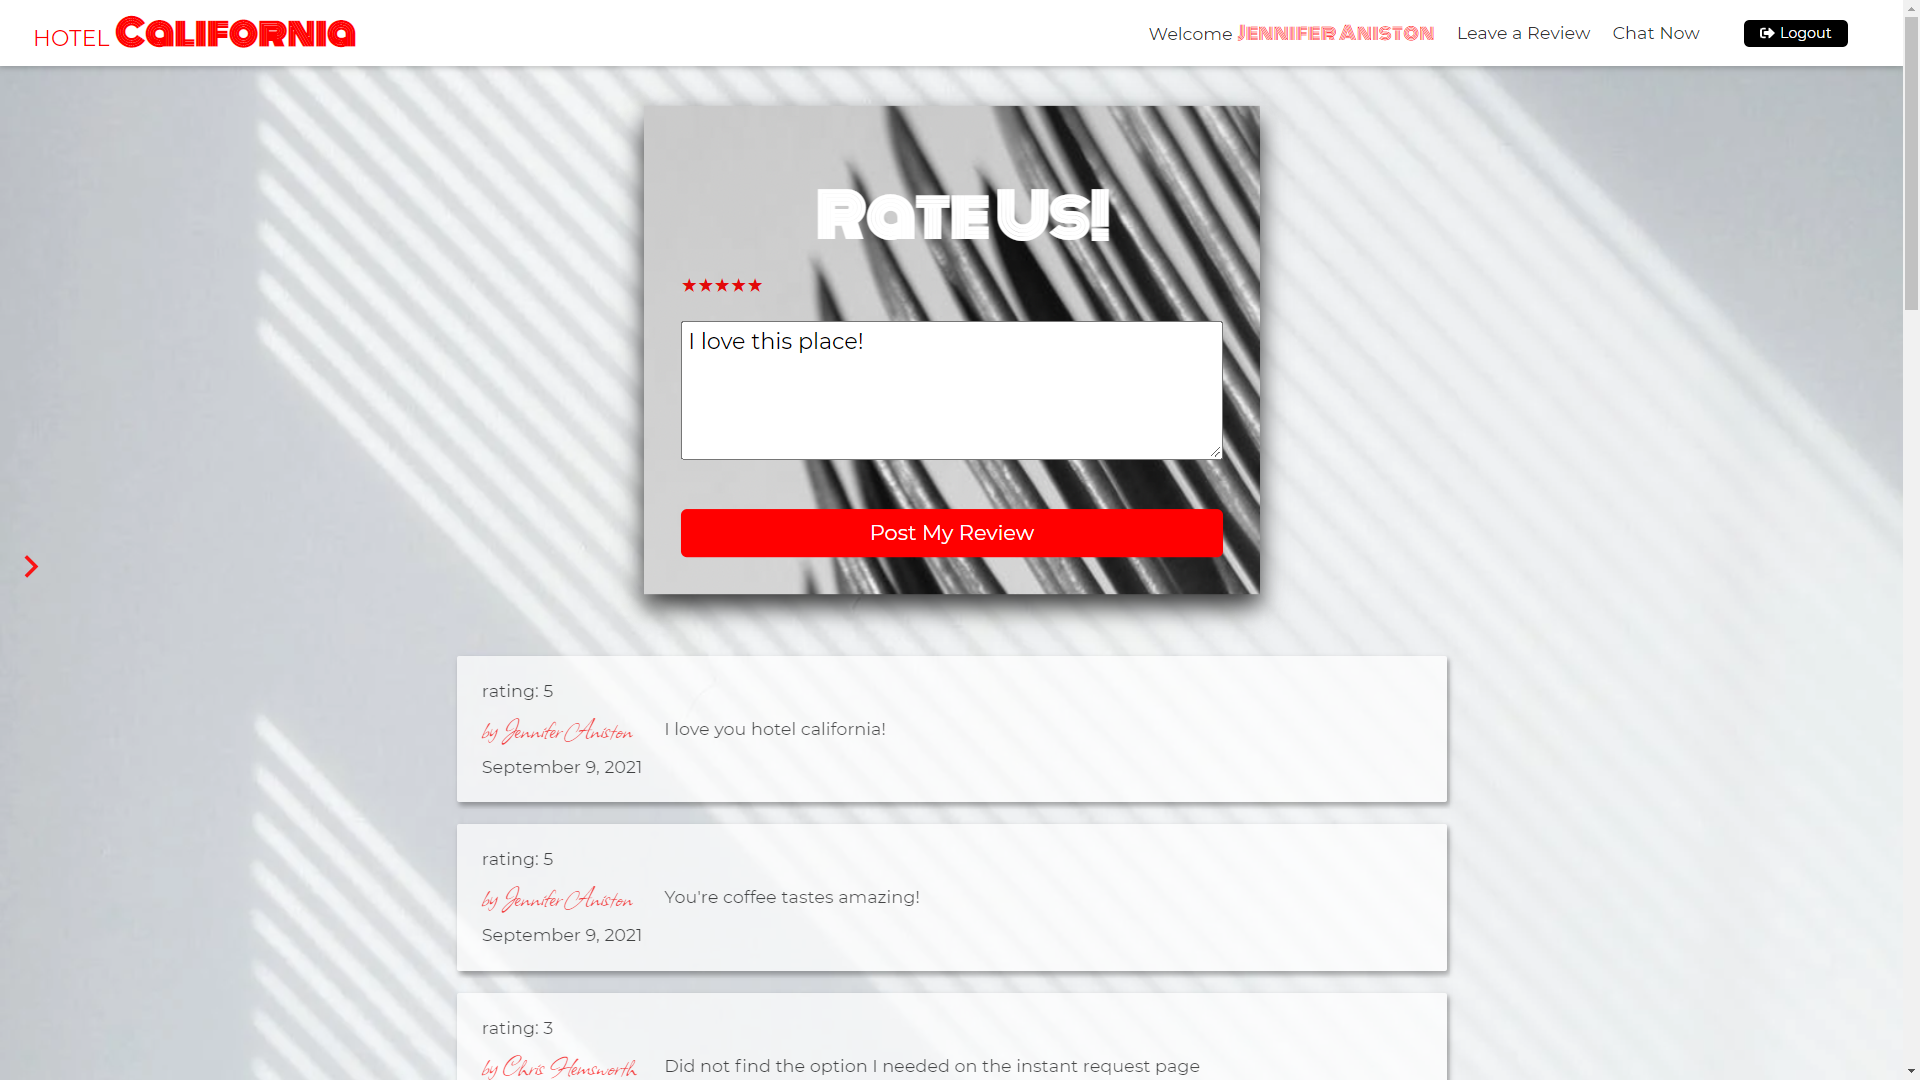 HOTEL California
Welcome Jennifer Aniston
Leave a Review
Chat Now
Logout
Rate Us!
★★★★★
I love this place!
Post My Review
rating: 5
by Jennifer Aniston
I love you hotel california!
September 9, 2021
rating: 5
by Jennifer Aniston
You're coffee tastes amazing!
September 9, 2021
rating: 3
by Chris Hemsworth
Did not find the option I needed on the instant request page